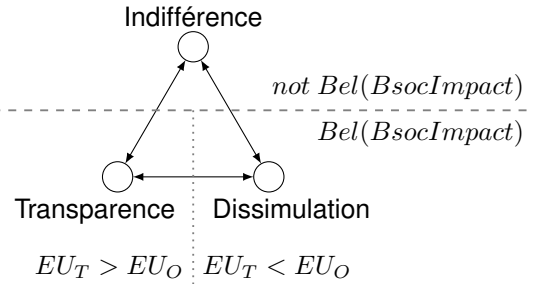 Indifférence
not Bel(BsocImpact)
Bel(BsocImpact)
Transparence Dissimulation
EU_T > EU_O EU_T < EU_O